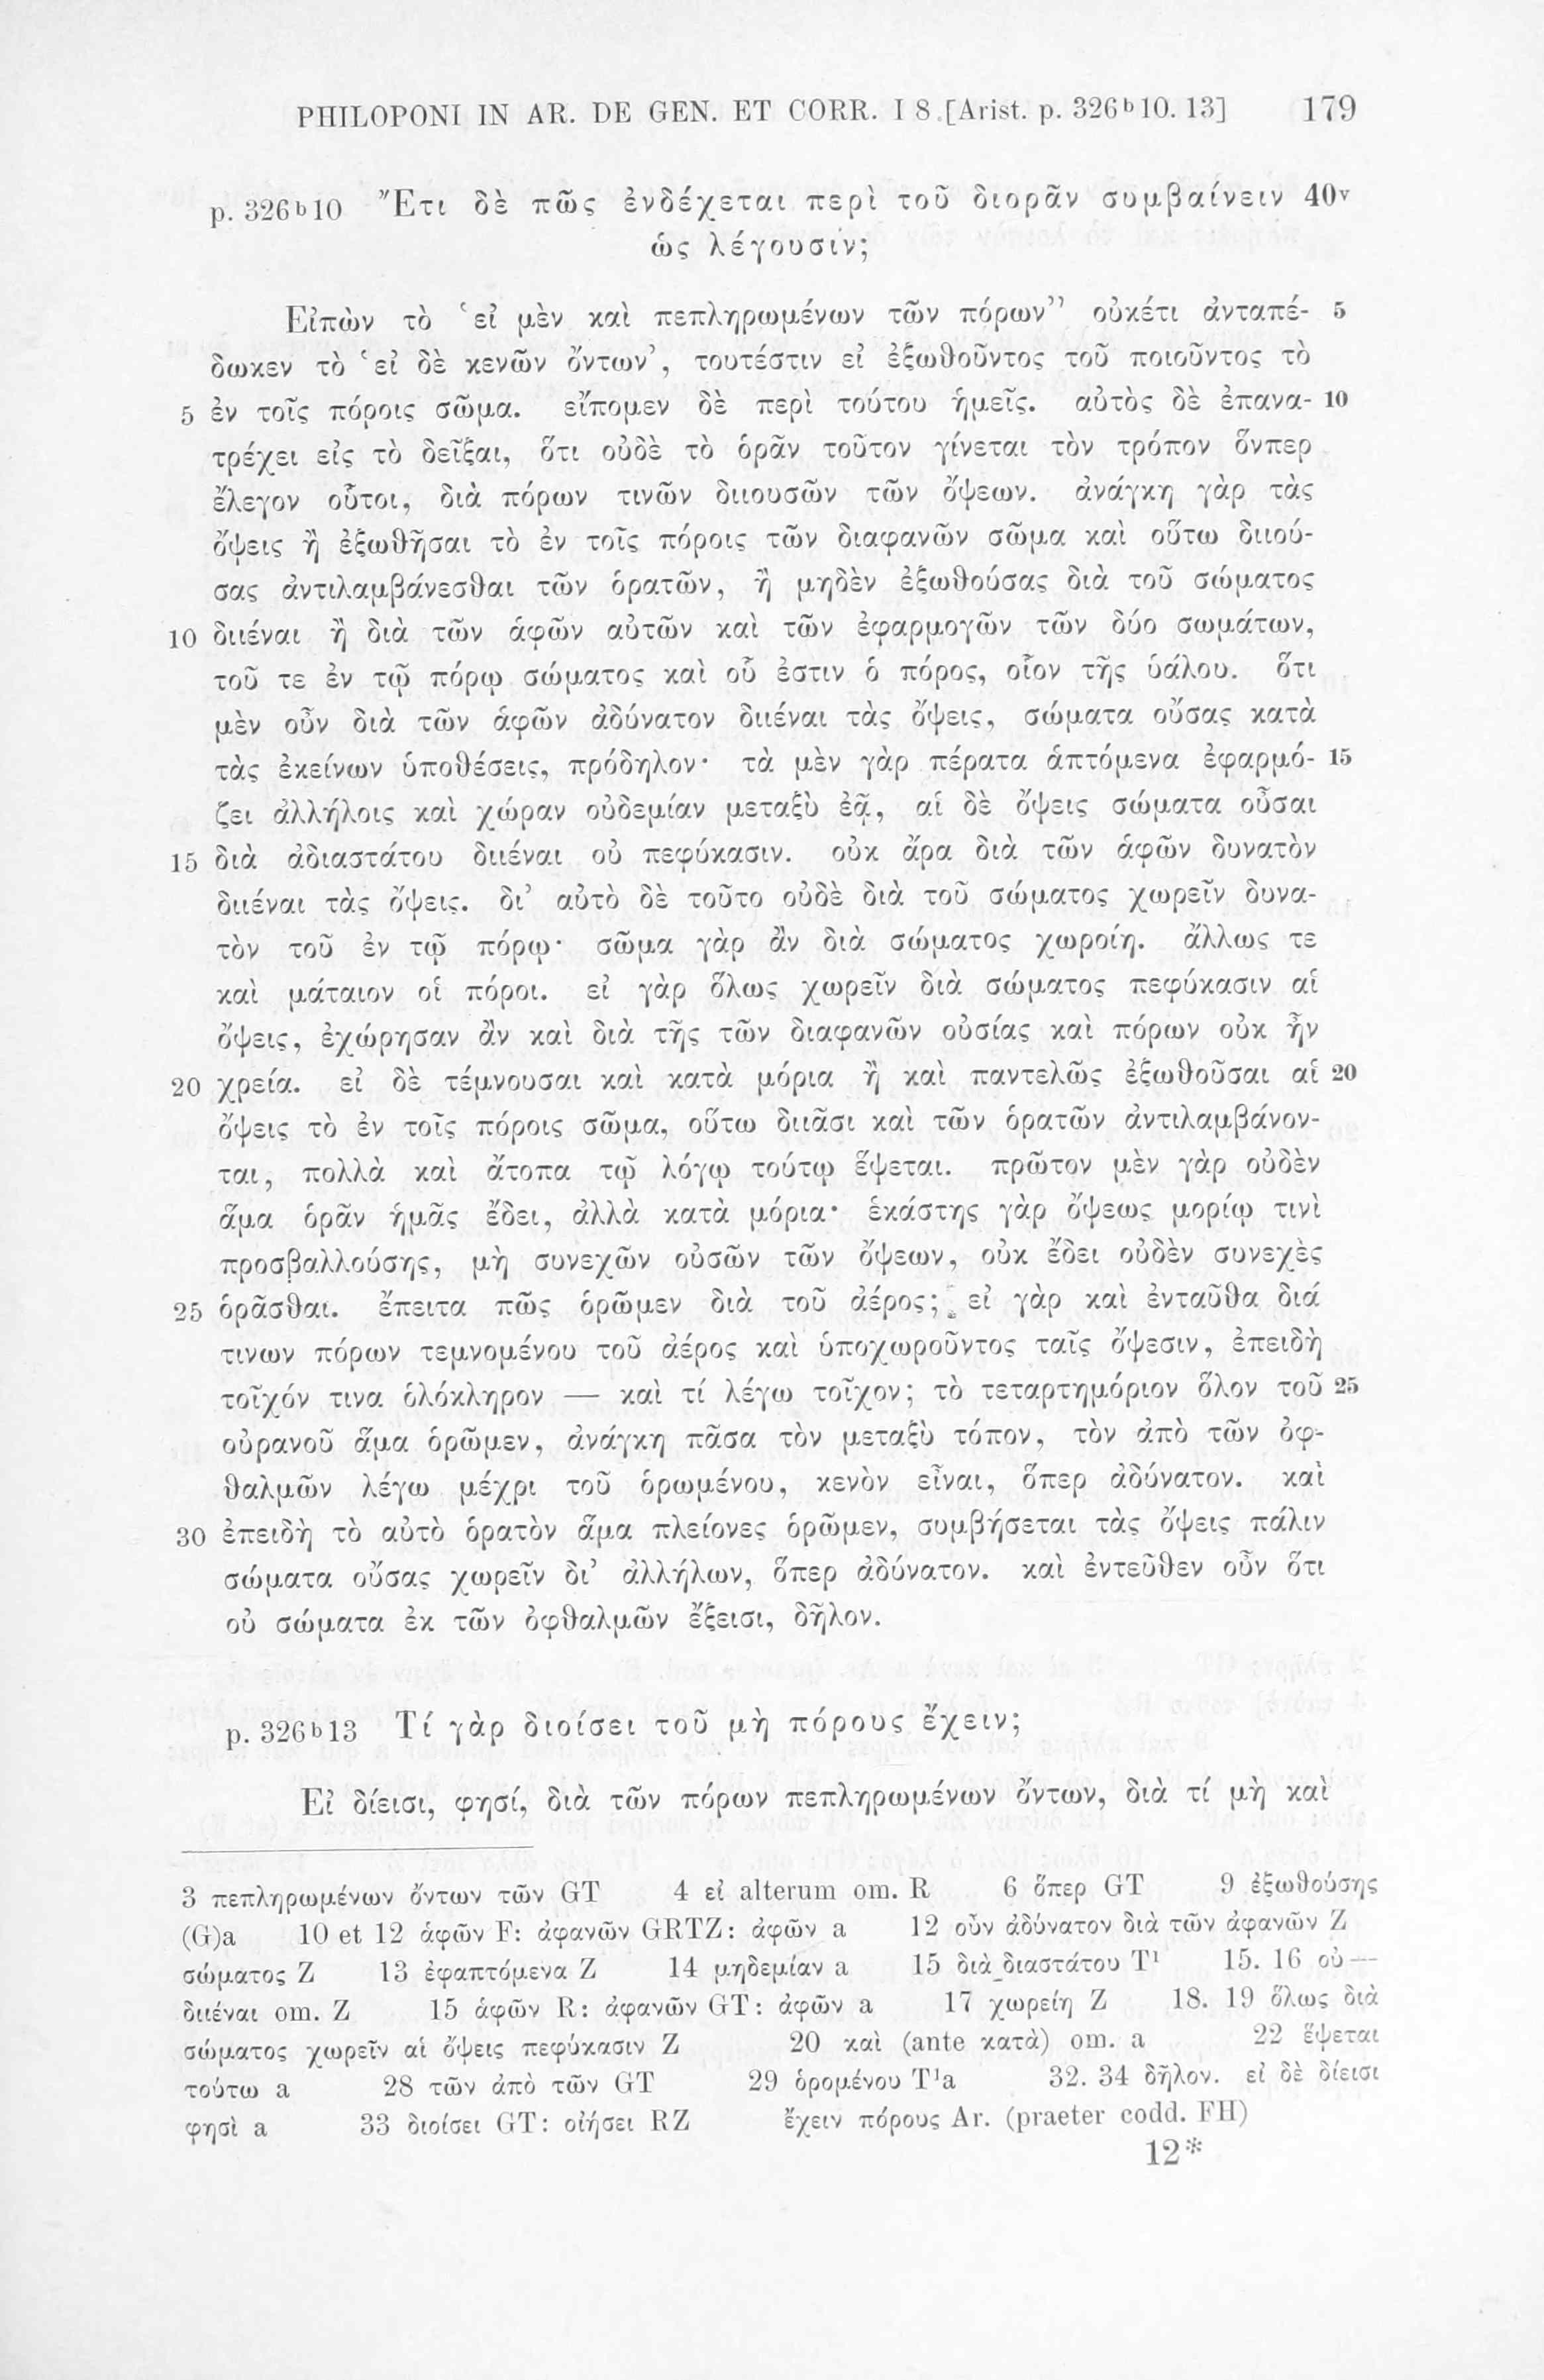 PHILOPONI IN AR. DE GEN. ET CORR. I 8 [Arist. p. 326ᵇ10. 13] 179
p. 326ᵇ10 Ἔτι δὲ πῶς ἐνδέχεται περὶ τοῦ διορᾶν συμβαίνειν 40ᵛ
ὡς λέγουσιν;
Εἰπὼν τὸ ‘εἰ μὲν καὶ πεπληρωμένων τῶν πόρων” οὐκέτι ἀνταπέ- 5
δωκεν τὸ ‘εἰ δὲ κενῶν ὄντων’, τουτέστιν εἰ ἐξωθοῦντος τοῦ ποιοῦντος τὸ
5 ἐν τοῖς πόροις σῶμα. εἴπομεν δὲ περὶ τούτου ἡμεῖς. αὐτὸς δὲ ἐπανα- 10
τρέχει εἰς τὸ δεῖξαι, ὅτι οὐδὲ τὸ ὁρᾶν τοῦτον γίνεται τὸν τρόπον ὅνπερ
ἔλεγον οὗτοι, διὰ πόρων τινῶν διιουσῶν τῶν ὄψεων. ἀνάγκη γὰρ τὰς
ὄψεις ἢ ἐξωθῆσαι τὸ ἐν τοῖς πόροις τῶν διαφανῶν σῶμα καὶ οὕτω διιού-
σας ἀντιλαμβάνεσθαι τῶν ὁρατῶν, ἢ μηδὲν ἐξωθούσας διὰ τοῦ σώματος
10 διιέναι ἢ διὰ τῶν ἁφῶν αὐτῶν καὶ τῶν ἐφαρμογῶν τῶν δύο σωμάτων,
τοῦ τε ἐν τῷ πόρῳ σώματος καὶ οὗ ἐστιν ὁ πόρος, οἷον τῆς ὑάλου. ὅτι
μὲν οὖν διὰ τῶν ἁφῶν ἀδύνατον διιέναι τὰς ὄψεις, σώματα οὔσας κατὰ
τὰς ἐκείνων ὑποθέσεις, πρόδηλον· τὰ μὲν γὰρ πέρατα ἁπτόμενα ἐφαρμό- 15
ζει ἀλλήλοις καὶ χώραν οὐδεμίαν μεταξὺ ἐᾷ, αἱ δὲ ὄψεις σώματα οὖσαι
15 διὰ ἀδιαστάτου διιέναι οὐ πεφύκασιν. οὐκ ἄρα διὰ τῶν ἁφῶν δυνατὸν
διιέναι τὰς ὄψεις. δι’ αὐτὸ δὲ τοῦτο οὐδὲ διὰ τοῦ σώματος χωρεῖν δυνα-
τὸν τοῦ ἐν τῷ πόρῳ· σῶμα γὰρ ἂν διὰ σώματος χωροίη. ἄλλως τε
καὶ μάταιον οἱ πόροι. εἰ γὰρ ὅλως χωρεῖν διὰ σώματος πεφύκασιν αἱ
ὄψεις, ἐχώρησαν ἂν καὶ διὰ τῆς τῶν διαφανῶν οὐσίας καὶ πόρων οὐκ ἦν
20 χρεία. εἰ δὲ τέμνουσαι καὶ κατὰ μόρια ἢ καὶ παντελῶς ἐξωθοῦσαι αἱ 20
ὄψεις τὸ ἐν τοῖς πόροις σῶμα, οὕτω διιᾶσι καὶ τῶν ὁρατῶν ἀντιλαμβάνον-
ται, πολλὰ καὶ ἄτοπα τῷ λόγῳ τούτῳ ἕψεται. πρῶτον μὲν γὰρ οὐδὲν
ἅμα ὁρᾶν ἡμᾶς ἔδει, ἀλλὰ κατὰ μόρια· ἑκάστης γὰρ ὄψεως μορίῳ τινὶ
προσβαλλούσης, μὴ συνεχῶν οὐσῶν τῶν ὄψεων, οὐκ ἔδει οὐδὲν συνεχὲς
25 ὁρᾶσθαι. ἔπειτα πῶς ὁρῶμεν διὰ τοῦ ἀέρος; εἰ γὰρ καὶ ἐνταῦθα διά
τινων πόρων τεμνομένου τοῦ ἀέρος καὶ ὑποχωροῦντος ταῖς ὄψεσιν, ἐπειδὴ
τοῖχόν τινα ὁλόκληρον — καὶ τί λέγω τοῖχον; τὸ τεταρτημόριον ὅλον τοῦ 25
οὐρανοῦ ἅμα ὁρῶμεν, ἀνάγκη πᾶσα τὸν μεταξὺ τόπον, τὸν ἀπὸ τῶν ὀφ-
θαλμῶν λέγω μέχρι τοῦ ὁρωμένου, κενὸν εἶναι, ὅπερ ἀδύνατον. καὶ
30 ἐπειδὴ τὸ αὐτὸ ὁρατὸν ἅμα πλείονες ὁρῶμεν, συμβήσεται τὰς ὄψεις πάλιν
σώματα οὔσας χωρεῖν δι’ ἀλλήλων, ὅπερ ἀδύνατον. καὶ ἐντεῦθεν οὖν ὅτι
οὐ σώματα ἐκ τῶν ὀφθαλμῶν ἔξεισι, δῆλον.
p. 326ᵇ13 Τί γὰρ διοίσει τοῦ μὴ πόρους ἔχειν;
Εἰ δίεισι, φησί, διὰ τῶν πόρων πεπληρωμένων ὄντων, διὰ τί μὴ καὶ
3 πεπληρωμένων ὄντων τῶν GT 4 εἰ alterum om. R 6 ὅπερ GT 9 ἐξωθούσης
(G)a 10 et 12 ἁφῶν F: ἀφανῶν GRTZ: ἀφῶν a 12 οὖν ἀδύνατον διὰ τῶν ἀφανῶν Z
σώματος Z 13 ἐφαπτόμενα Z 14 μηδεμίαν a 15 διὰ διαστάτου T¹ 15. 16 οὐ —
διιέναι om. Z 15 ἁφῶν R: ἀφανῶν GT: ἀφῶν a 17 χωρείη Z 18. 19 ὅλως διὰ
σώματος χωρεῖν αἱ ὄψεις πεφύκασιν Z 20 καὶ (ante κατὰ) om. a 22 ἕψεται
τούτω a 28 τῶν ἀπὸ τῶν GT 29 ὁρομένου T¹a 32. 34 δῆλον. εἰ δὲ δίεισι
φησὶ a 33 διοίσει GT: οἰήσει RZ ἔχειν πόρους Ar. (praeter codd. FH)
12*